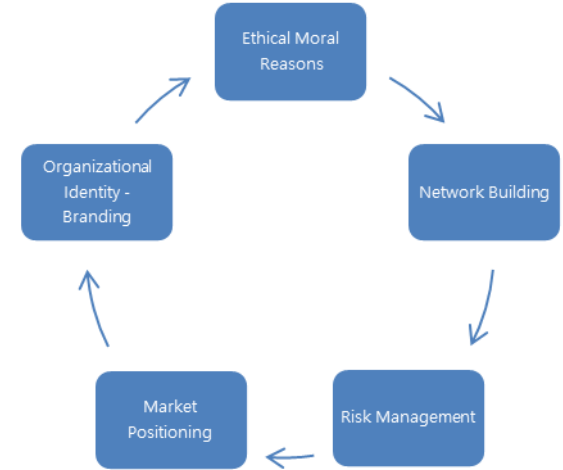 Ethical Moral
Reasons
Network Building
Risk Management
Market
Positioning
Organizational
Identity -
Branding